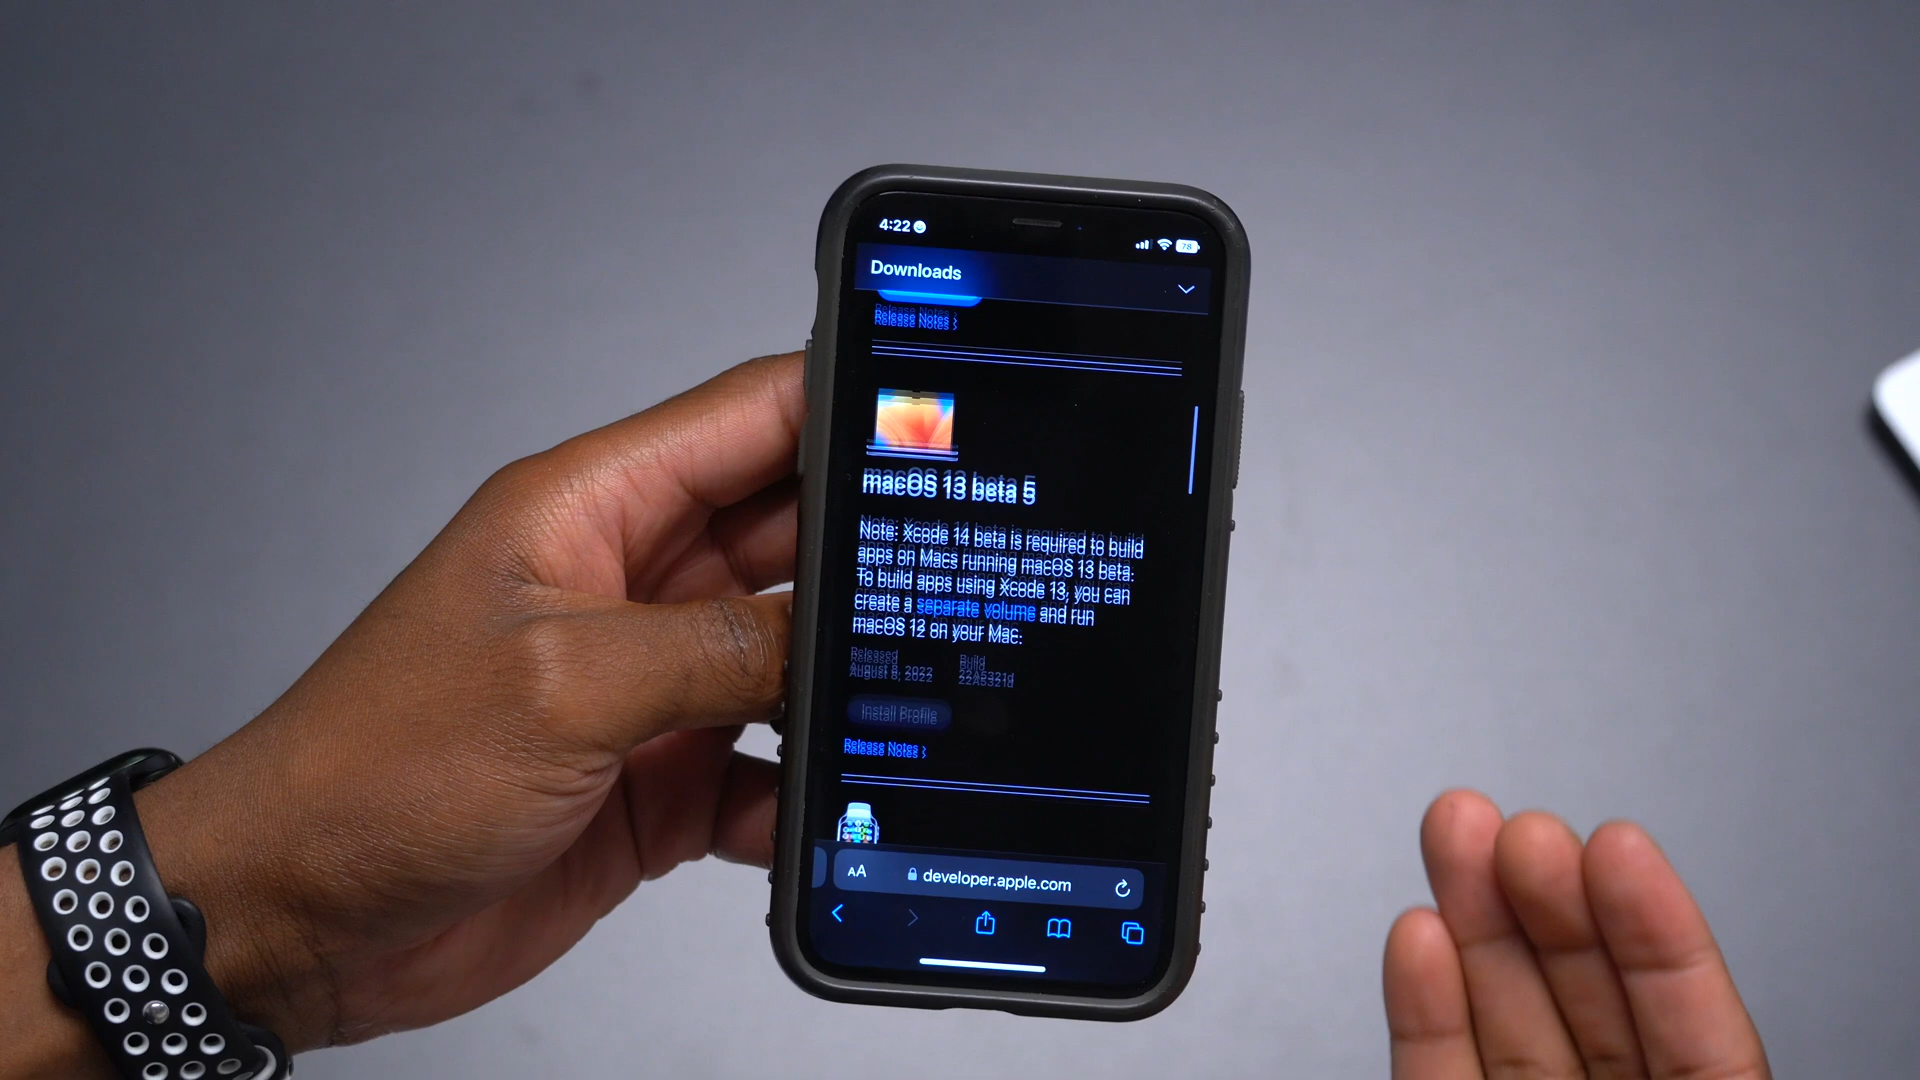 4:22
78
Downloads
Release Notes >
macOS 13 beta 5
Note: Xcode 14 beta is required to build
apps on Macs running macOS 13 beta.
To build apps using Xcode 13, you can
create a separate volume and run
macOS 12 on your Mac.
Released Build
August 8, 2022 22A5321d
Install Profile
Release Notes >
AA developer.apple.com